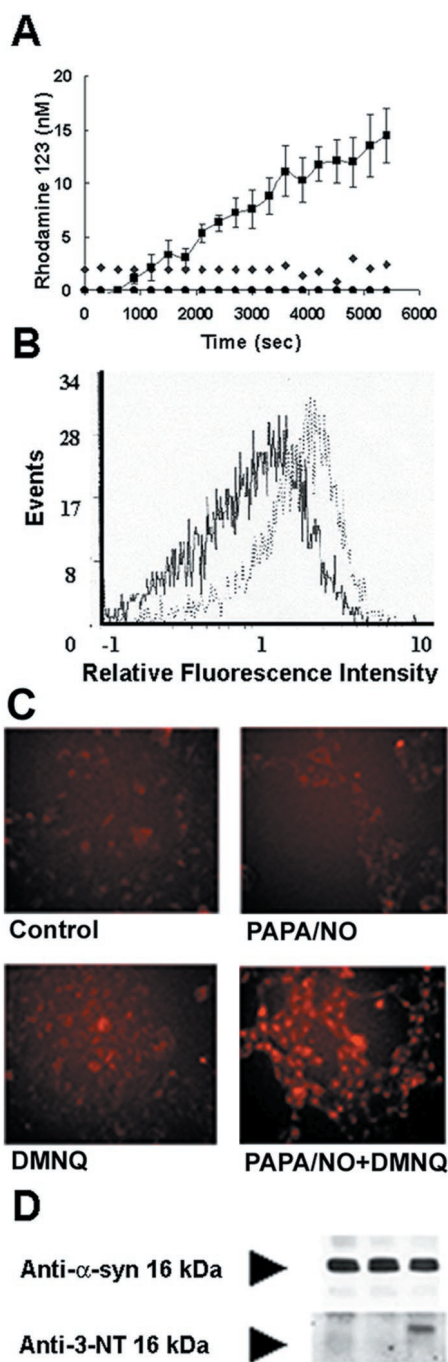 A
Rhodamine 123 (nM)
20
15
10
5
0
0 1000 2000 3000 4000 5000 6000
Time (sec)
B
Events
34
28
17
8
0
-1 1 10
Relative Fluorescence Intensity
C
Control PAPA/NO
DMNQ PAPA/NO+DMNQ
D
Anti-α-syn 16 kDa
Anti-3-NT 16 kDa